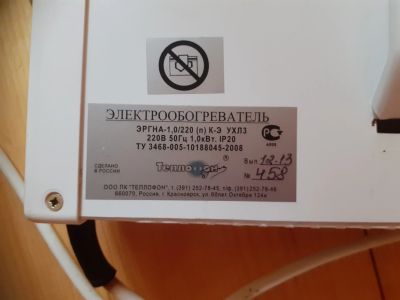 ЭЛЕКТРООБОГРЕВАТЕЛЬ
ЭРГНА-1,0/220 (п) К-Э УХЛ3
220В 50Гц 1,0кВт. IP20
ТУ 3468-005-10188045-2008
СДЕЛАНО
В РОССИИ
Теплофон
Вып. 12.13
№ 458
ООО ПК "ТЕПЛОФОН", т. (391) 252-78-45, т/ф. (391) 252-78-46
660079, Россия, г. Красноярск, ул. 60лет Октября 124н